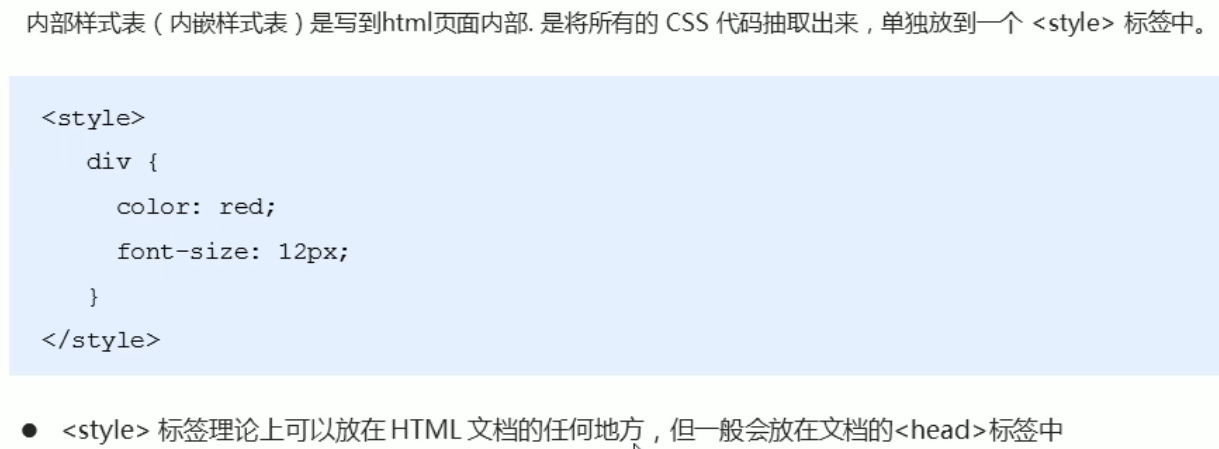 内部样式表（内嵌样式表）是写到html页面内部. 是将所有的 CSS 代码抽取出来，单独放到一个 <style> 标签中。
<style>
div {
color: red;
font-size: 12px;
}
</style>
● <style> 标签理论上可以放在 HTML 文档的任何地方，但一般会放在文档的<head>标签中